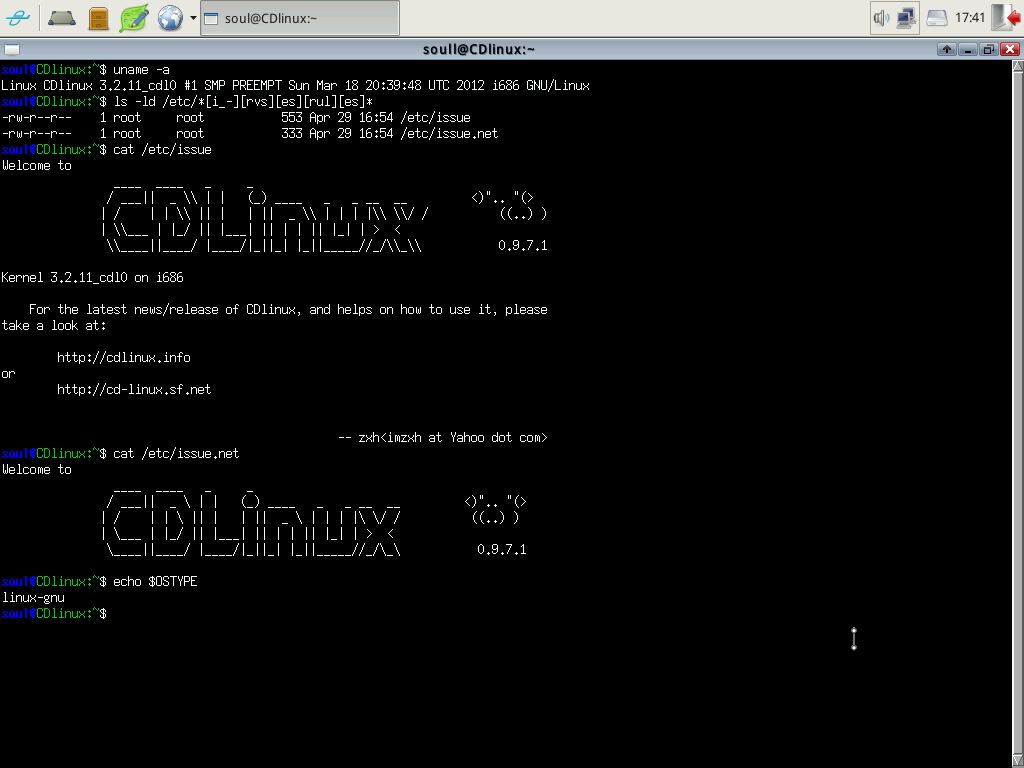 soul@CDlinux:~
17:41
soull@CDlinux:~
soul@CDlinux:~$ uname -a
Linux CDlinux 3.2.11_cdl0 #1 SMP PREEMPT Sun Mar 18 20:39:48 UTC 2012 i686 GNU/Linux
soul@CDlinux:~$ ls -ld /etc/*[i_-][rvs][es][rul][es]*
-rw-r--r--    1 root     root           553 Apr 29 16:54 /etc/issue
-rw-r--r--    1 root     root           333 Apr 29 16:54 /etc/issue.net
soul@CDlinux:~$ cat /etc/issue
Welcome to
CDLinux
<)".. "(>
((..) )
0.9.7.1
Kernel 3.2.11_cdl0 on i686
For the latest news/release of CDlinux, and helps on how to use it, please
take a look at:
http://cdlinux.info
or
http://cd-linux.sf.net
-- zxh<imzxh at Yahoo dot com>
soul@CDlinux:~$ cat /etc/issue.net
Welcome to
CDLinux
<)".. "(>
((..) )
0.9.7.1
soul@CDlinux:~$ echo $OSTYPE
linux-gnu
soul@CDlinux:~$